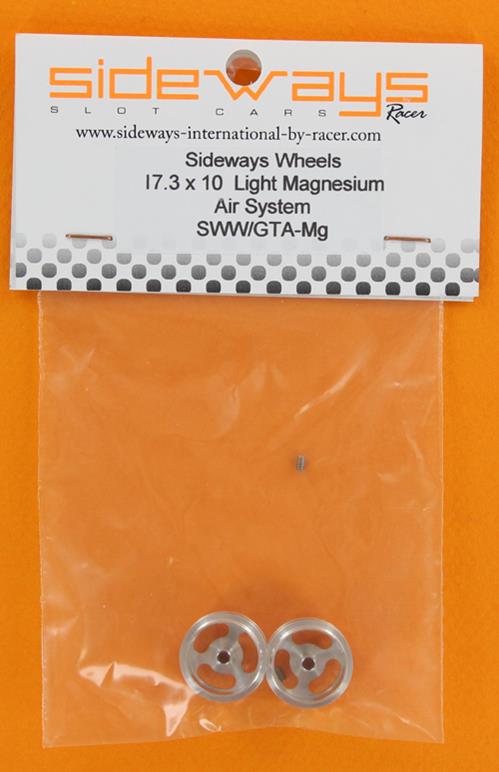 sideways
SLOT CARS Racer
www.sideways-international-by-racer.com
Sideways Wheels
I7.3 x 10 Light Magnesium
Air System
SWW/GTA-Mg